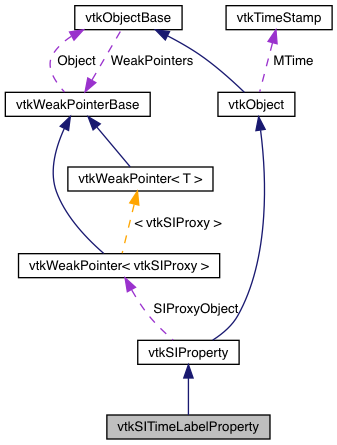 vtkObjectBase
vtkTimeStamp
Object
WeakPointers
MTime
vtkWeakPointerBase
vtkObject
vtkWeakPointer< T >
< vtkSIProxy >
vtkWeakPointer< vtkSIProxy >
SIProxyObject
vtkSIProperty
vtkSITimeLabelProperty